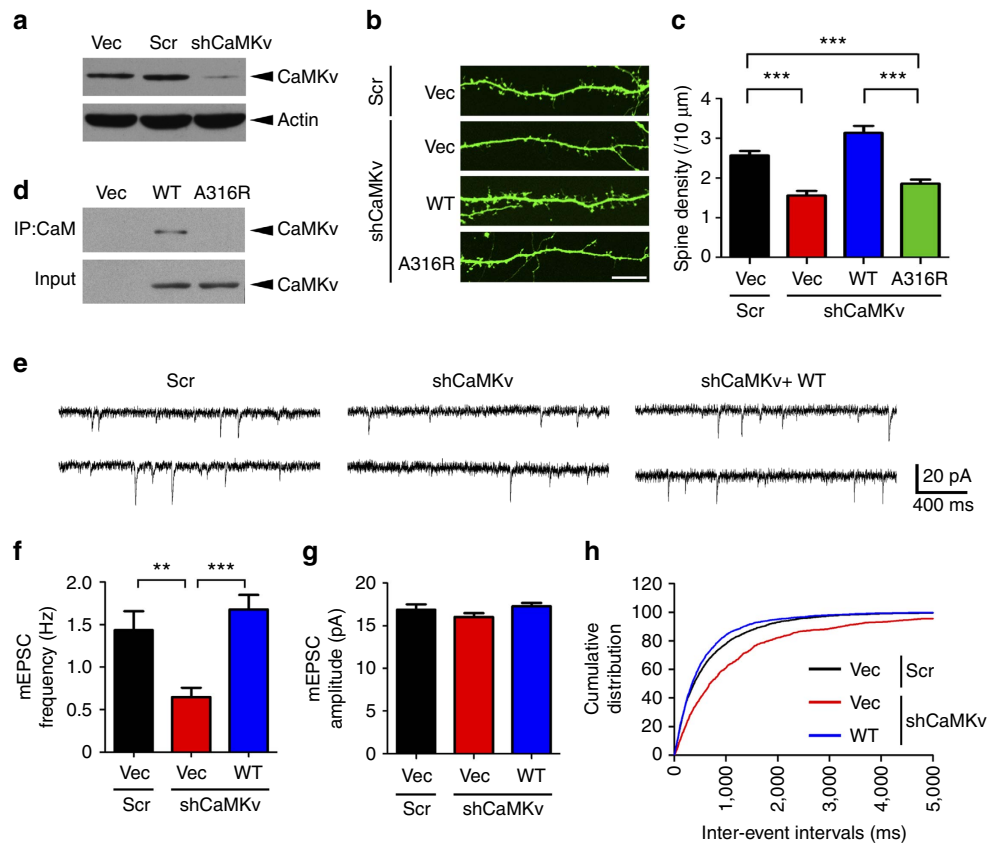 a
Vec Scr shCaMKv
CaMKv
Actin
b
Scr
Vec
shCaMKv
Vec
WT
A316R
c
***
*** ***
Spine density (/10 µm)
4
3
2
1
0
Vec Vec WT A316R
Scr shCaMKv
d
Vec WT A316R
IP:CaM CaMKv
Input CaMKv
e
Scr shCaMKv shCaMKv+ WT
20 pA
400 ms
f
** ***
mEPSC
frequency (Hz)
2.0
1.5
1.0
0.5
0
Vec Vec WT
Scr shCaMKv
g
mEPSC
amplitude (pA)
20
15
10
5
0
Vec Vec WT
Scr shCaMKv
h
Cumulative
distribution
120
100
80
60
40
20
0
Vec Scr
Vec shCaMKv
WT
0 1,000 2,000 3,000 4,000 5,000
Inter-event intervals (ms)